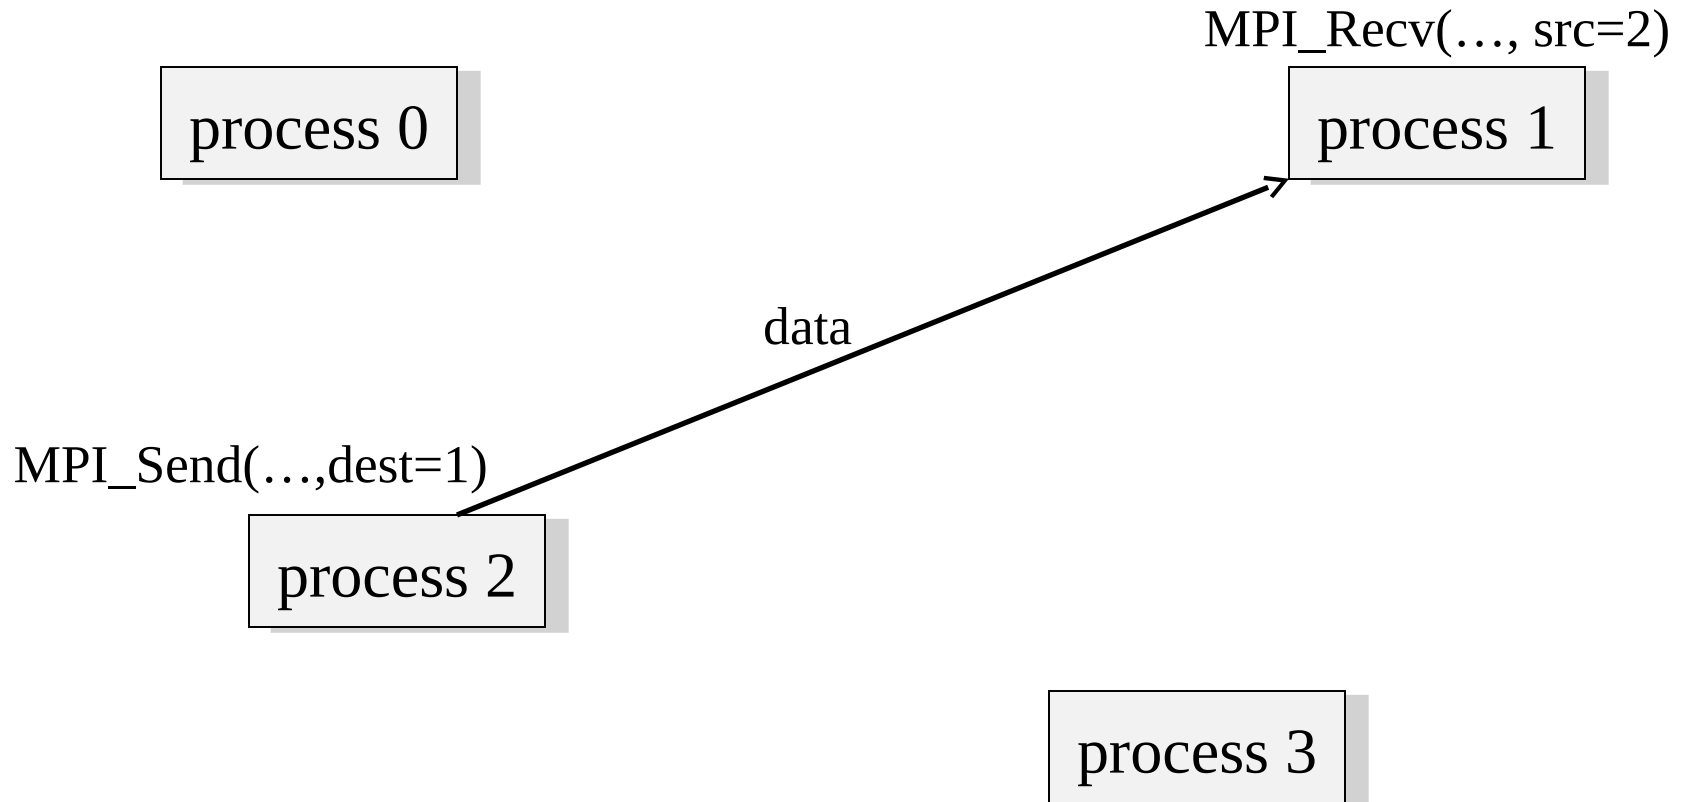 MPI_Recv(…, src=2)
process 0
process 1
data
MPI_Send(…,dest=1)
process 2
process 3